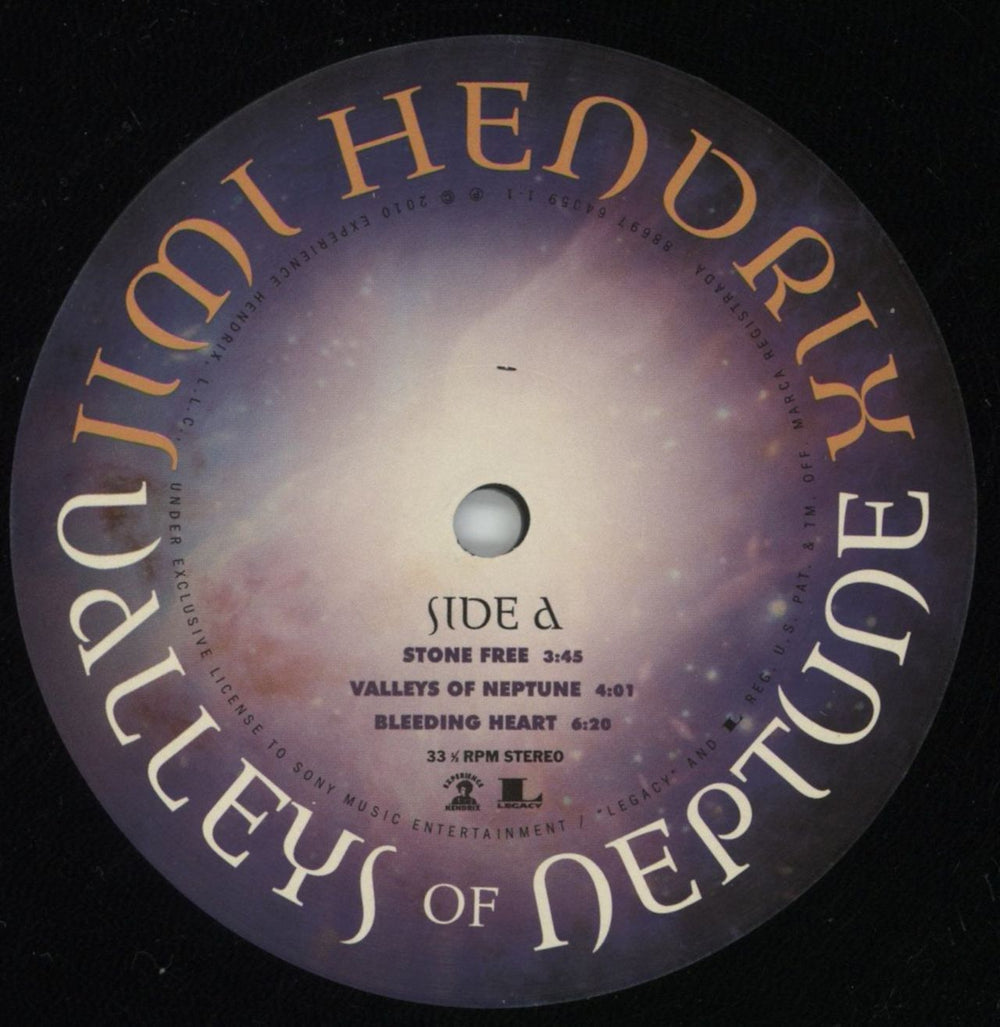 JIMI HENDRIX
VALLEYS OF NEPTUNE
SIDE A
STONE FREE 3:45
VALLEYS OF NEPTUNE 4:01
BLEEDING HEART 6:20
33 ⅓ RPM STEREO
EXPERIENCE
HENDRIX
L
LEGACY
88697 64059 1-1 ℗ © 2010 EXPERIENCE HENDRIX, L.L.C., UNDER EXCLUSIVE LICENSE TO SONY MUSIC ENTERTAINMENT / "LEGACY" AND L REG. U.S. PAT. & TM. OFF. MARCA REGISTRADA